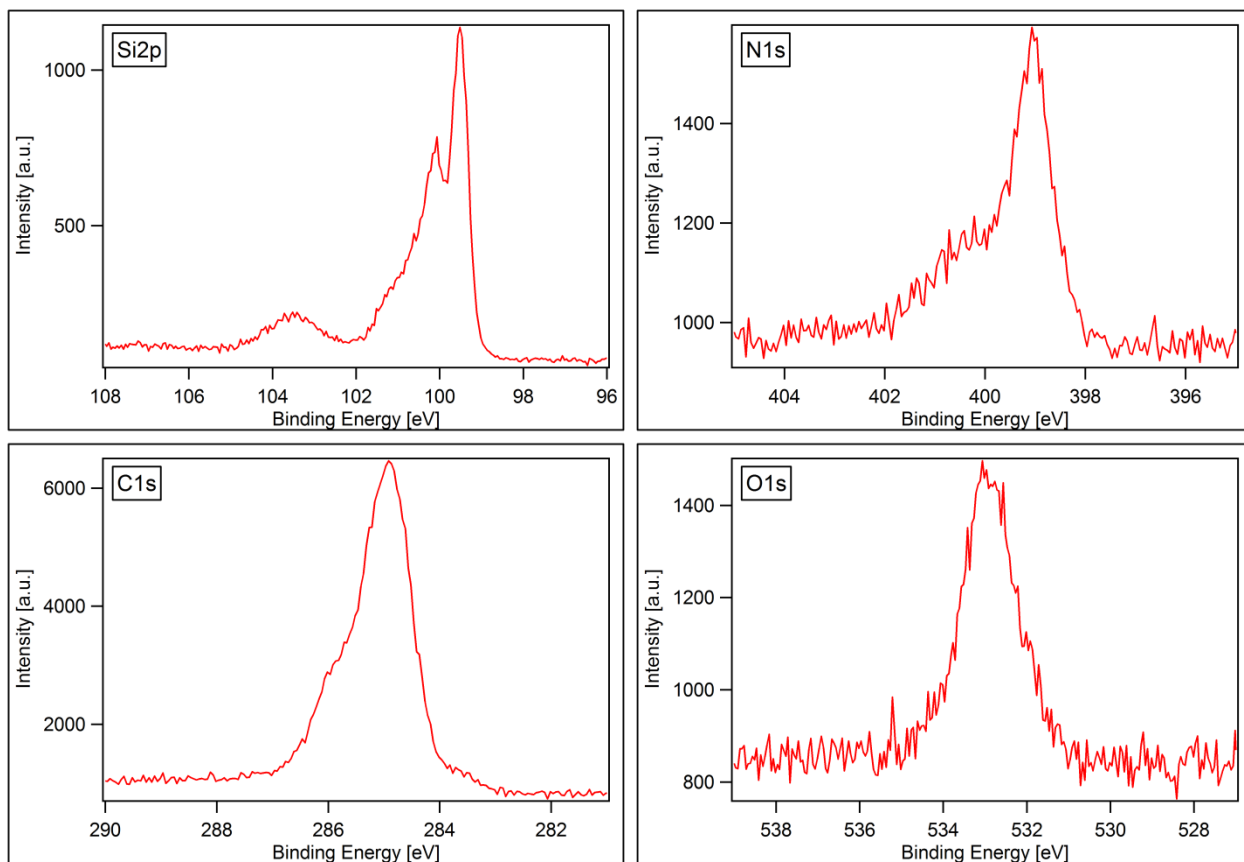 Si2p
Intensity [a.u.]
1000
500
108 106 104 102 100 98 96
Binding Energy [eV]
N1s
Intensity [a.u.]
1400
1200
1000
404 402 400 398 396
Binding Energy [eV]
C1s
Intensity [a.u.]
6000
4000
2000
290 288 286 284 282
Binding Energy [eV]
O1s
Intensity [a.u.]
1400
1200
1000
800
538 536 534 532 530 528
Binding Energy [eV]